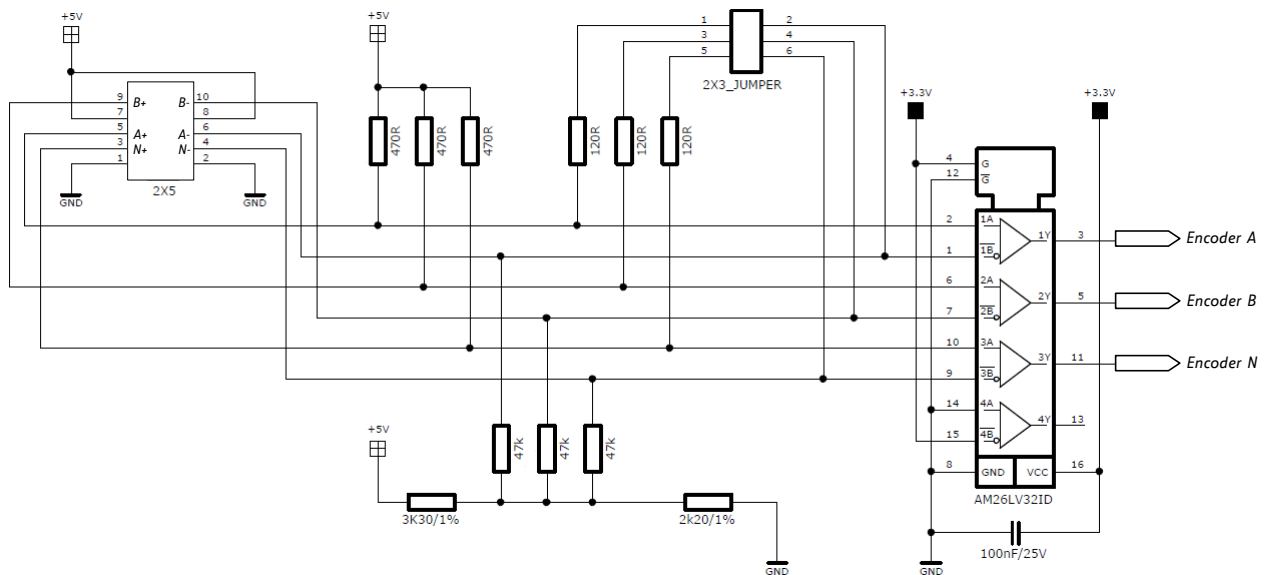 +5V
+5V
9 B+ B- 10
7 8
5 A+ A- 6
3 N+ N- 4
1 2
2X5
GND
GND
470R
470R
470R
120R
120R
120R
1 2
3 4
5 6
2X3_JUMPER
+3.3V
+3.3V
4 G
12 G
2 1A 1Y 3 Encoder A
1 1B
6 2A 2Y 5 Encoder B
7 2B
10 3A 3Y 11 Encoder N
9 3B
14 4A 4Y 13
15 4B
8 GND VCC 16
AM26LV32ID
100nF/25V
GND
+5V
47k
47k
47k
3K30/1%
2k20/1%
GND